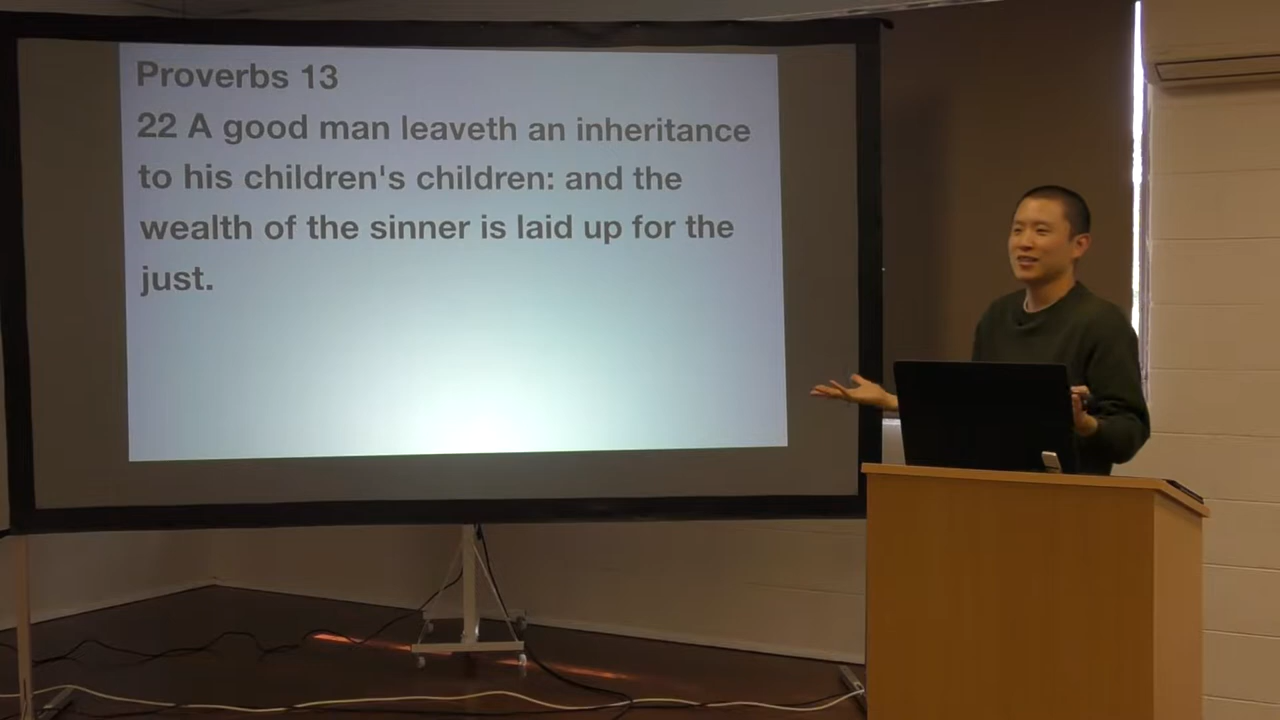 Proverbs 13
22 A good man leaveth an inheritance
to his children's children: and the
wealth of the sinner is laid up for the
just.